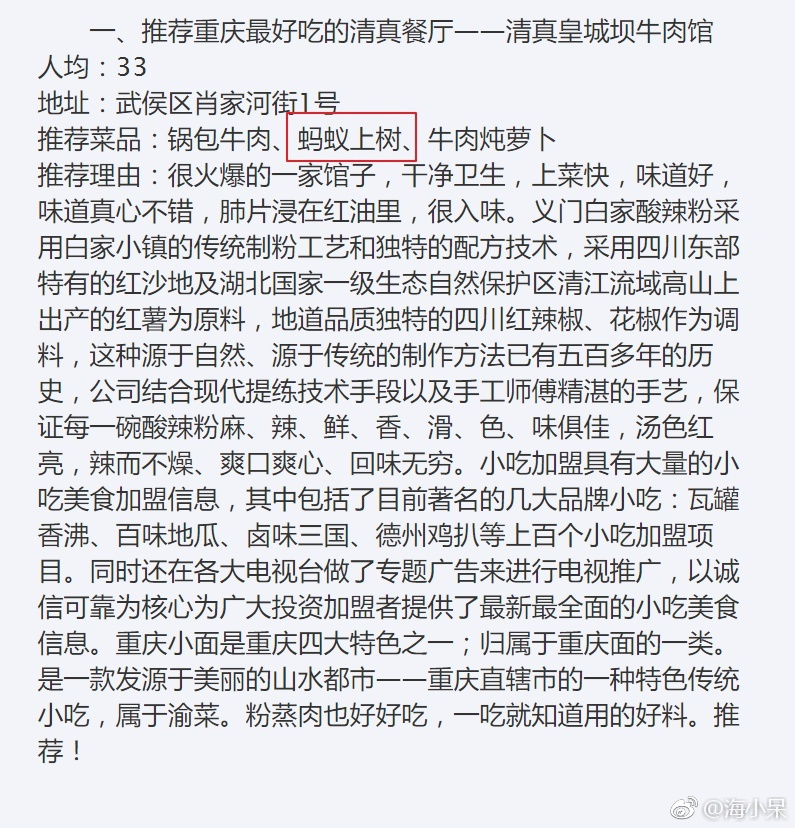 一、推荐重庆最好吃的清真餐厅——清真皇城坝牛肉馆
人均：33
地址：武侯区肖家河街1号
推荐菜品：锅包牛肉、蚂蚁上树、牛肉炖萝卜
推荐理由：很火爆的一家馆子，干净卫生，上菜快，味道好，
味道真心不错，肺片浸在红油里，很入味。义门白家酸辣粉采
用白家小镇的传统制粉工艺和独特的配方技术，采用四川东部
特有的红沙地及湖北国家一级生态自然保护区清江流域高山上
出产的红薯为原料，地道品质独特的四川红辣椒、花椒作为调
料，这种源于自然、源于传统的制作方法已有五百多年的历
史，公司结合现代提练技术手段以及手工师傅精湛的手艺，保
证每一碗酸辣粉麻、辣、鲜、香、滑、色、味俱佳，汤色红
亮，辣而不燥、爽口爽心、回味无穷。小吃加盟具有大量的小
吃美食加盟信息，其中包括了目前著名的几大品牌小吃：瓦罐
香沸、百味地瓜、卤味三国、德州鸡扒等上百个小吃加盟项
目。同时还在各大电视台做了专题广告来进行电视推广，以诚
信可靠为核心为广大投资加盟者提供了最新最全面的小吃美食
信息。重庆小面是重庆四大特色之一；归属于重庆面的一类。
是一款发源于美丽的山水都市——重庆直辖市的一种特色传统
小吃，属于渝菜。粉蒸肉也好好吃，一吃就知道用的好料。推
荐！
@海小呆